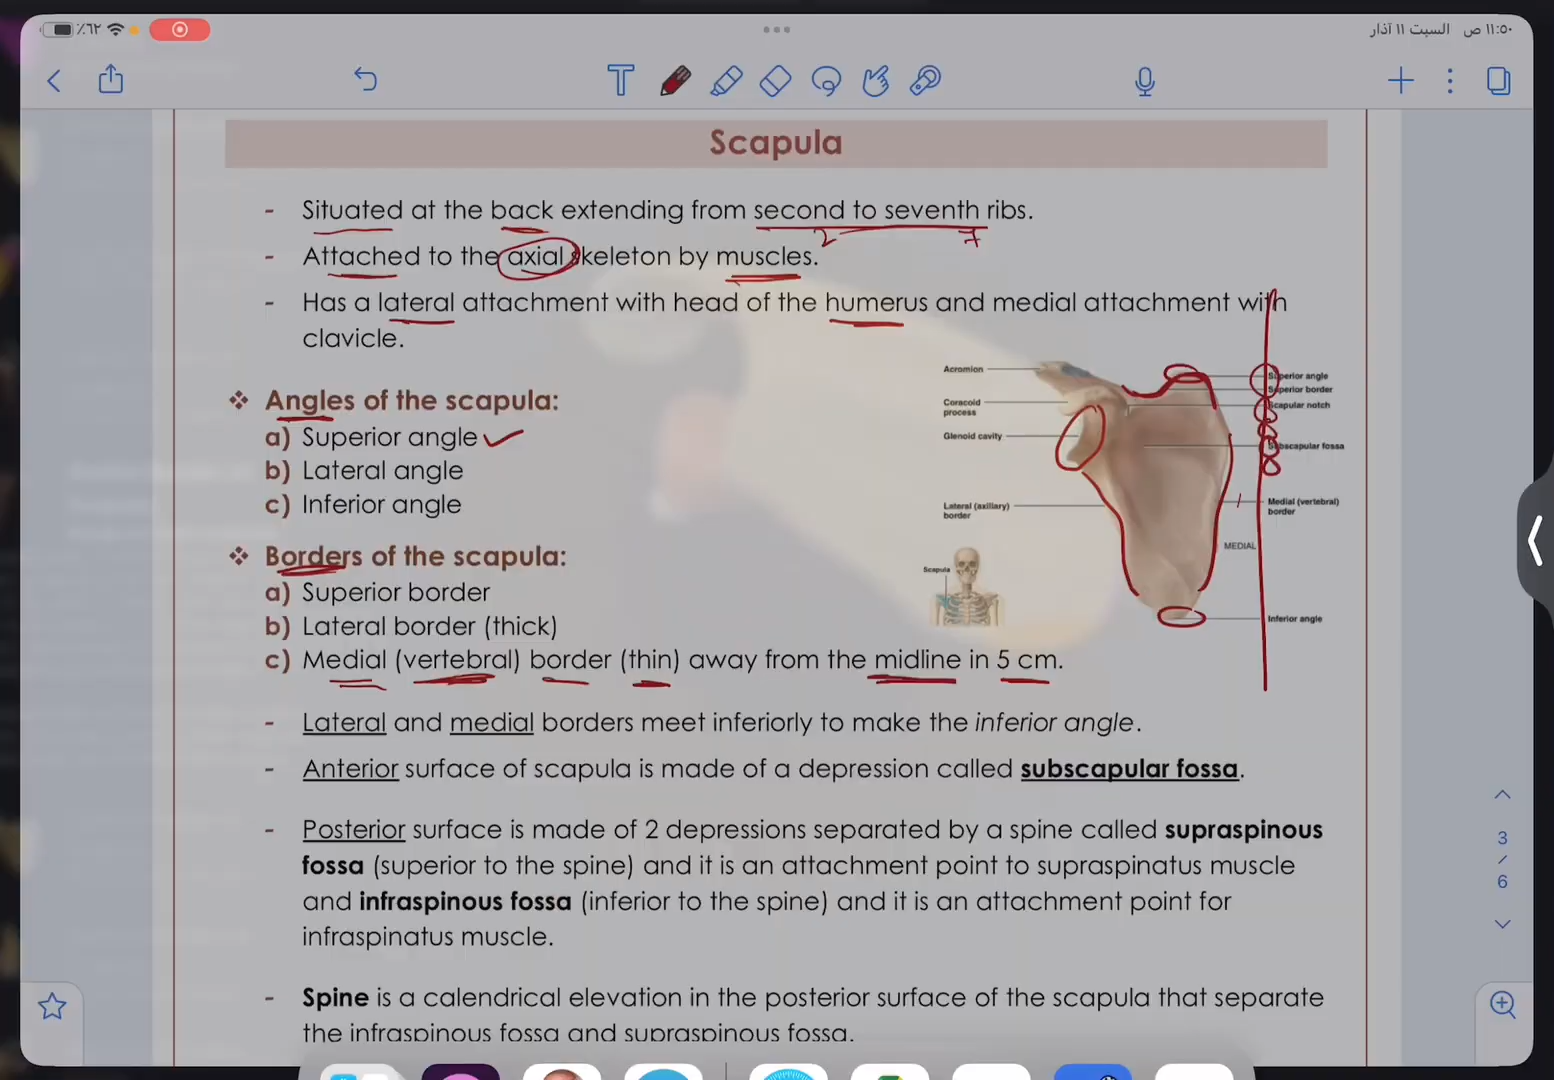 ٪٦٢
السبت ١١ آذار ١١:٥٠ ص
Scapula
- Situated at the back extending from second to seventh ribs.
2 7
- Attached to the axial skeleton by muscles.
- Has a lateral attachment with head of the humerus and medial attachment with
clavicle.
❖ Angles of the scapula:
a) Superior angle
b) Lateral angle
c) Inferior angle
Acromion
Coracoid
process
Glenoid cavity
Lateral (axillary)
border
Superior angle
Superior border
Scapular notch
Subscapular fossa
Medial (vertebral)
border
MEDIAL
Scapula
Inferior angle
❖ Borders of the scapula:
a) Superior border
b) Lateral border (thick)
c) Medial (vertebral) border (thin) away from the midline in 5 cm.
- Lateral and medial borders meet inferiorly to make the inferior angle.
- Anterior surface of scapula is made of a depression called subscapular fossa.
- Posterior surface is made of 2 depressions separated by a spine called supraspinous
fossa (superior to the spine) and it is an attachment point to supraspinatus muscle
and infraspinous fossa (inferior to the spine) and it is an attachment point for
infraspinatus muscle.
- Spine is a calendrical elevation in the posterior surface of the scapula that separate
the infraspinous fossa and supraspinous fossa.
3
/
6